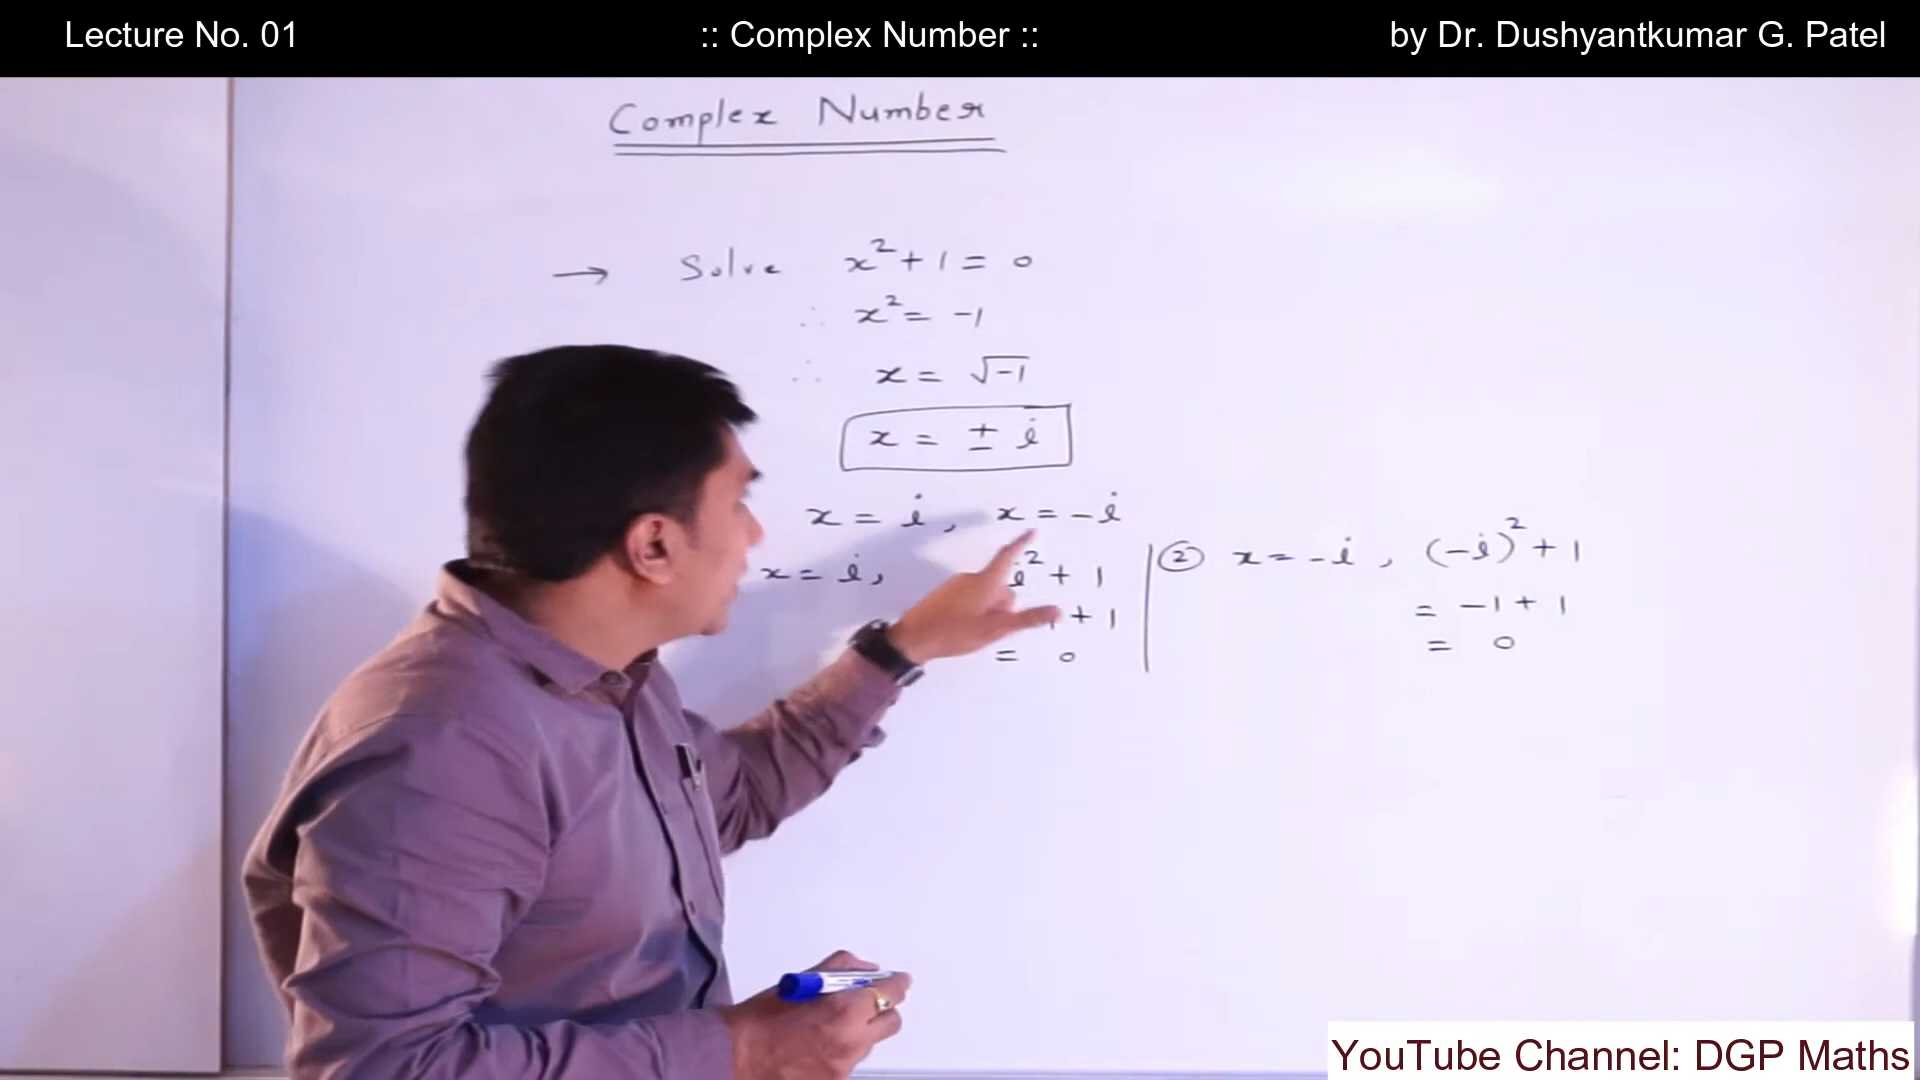 Lecture No. 01 :: Complex Number :: by Dr. Dushyantkumar G. Patel
Complex Number
→ Solve x² + 1 = 0
∴ x² = -1
∴ x = √-1
x = ± i
x = i, x = -i
x = i, i² + 1
+ 1
= 0
② x = -i, (-i)² + 1
= -1 + 1
= 0
YouTube Channel: DGP Maths